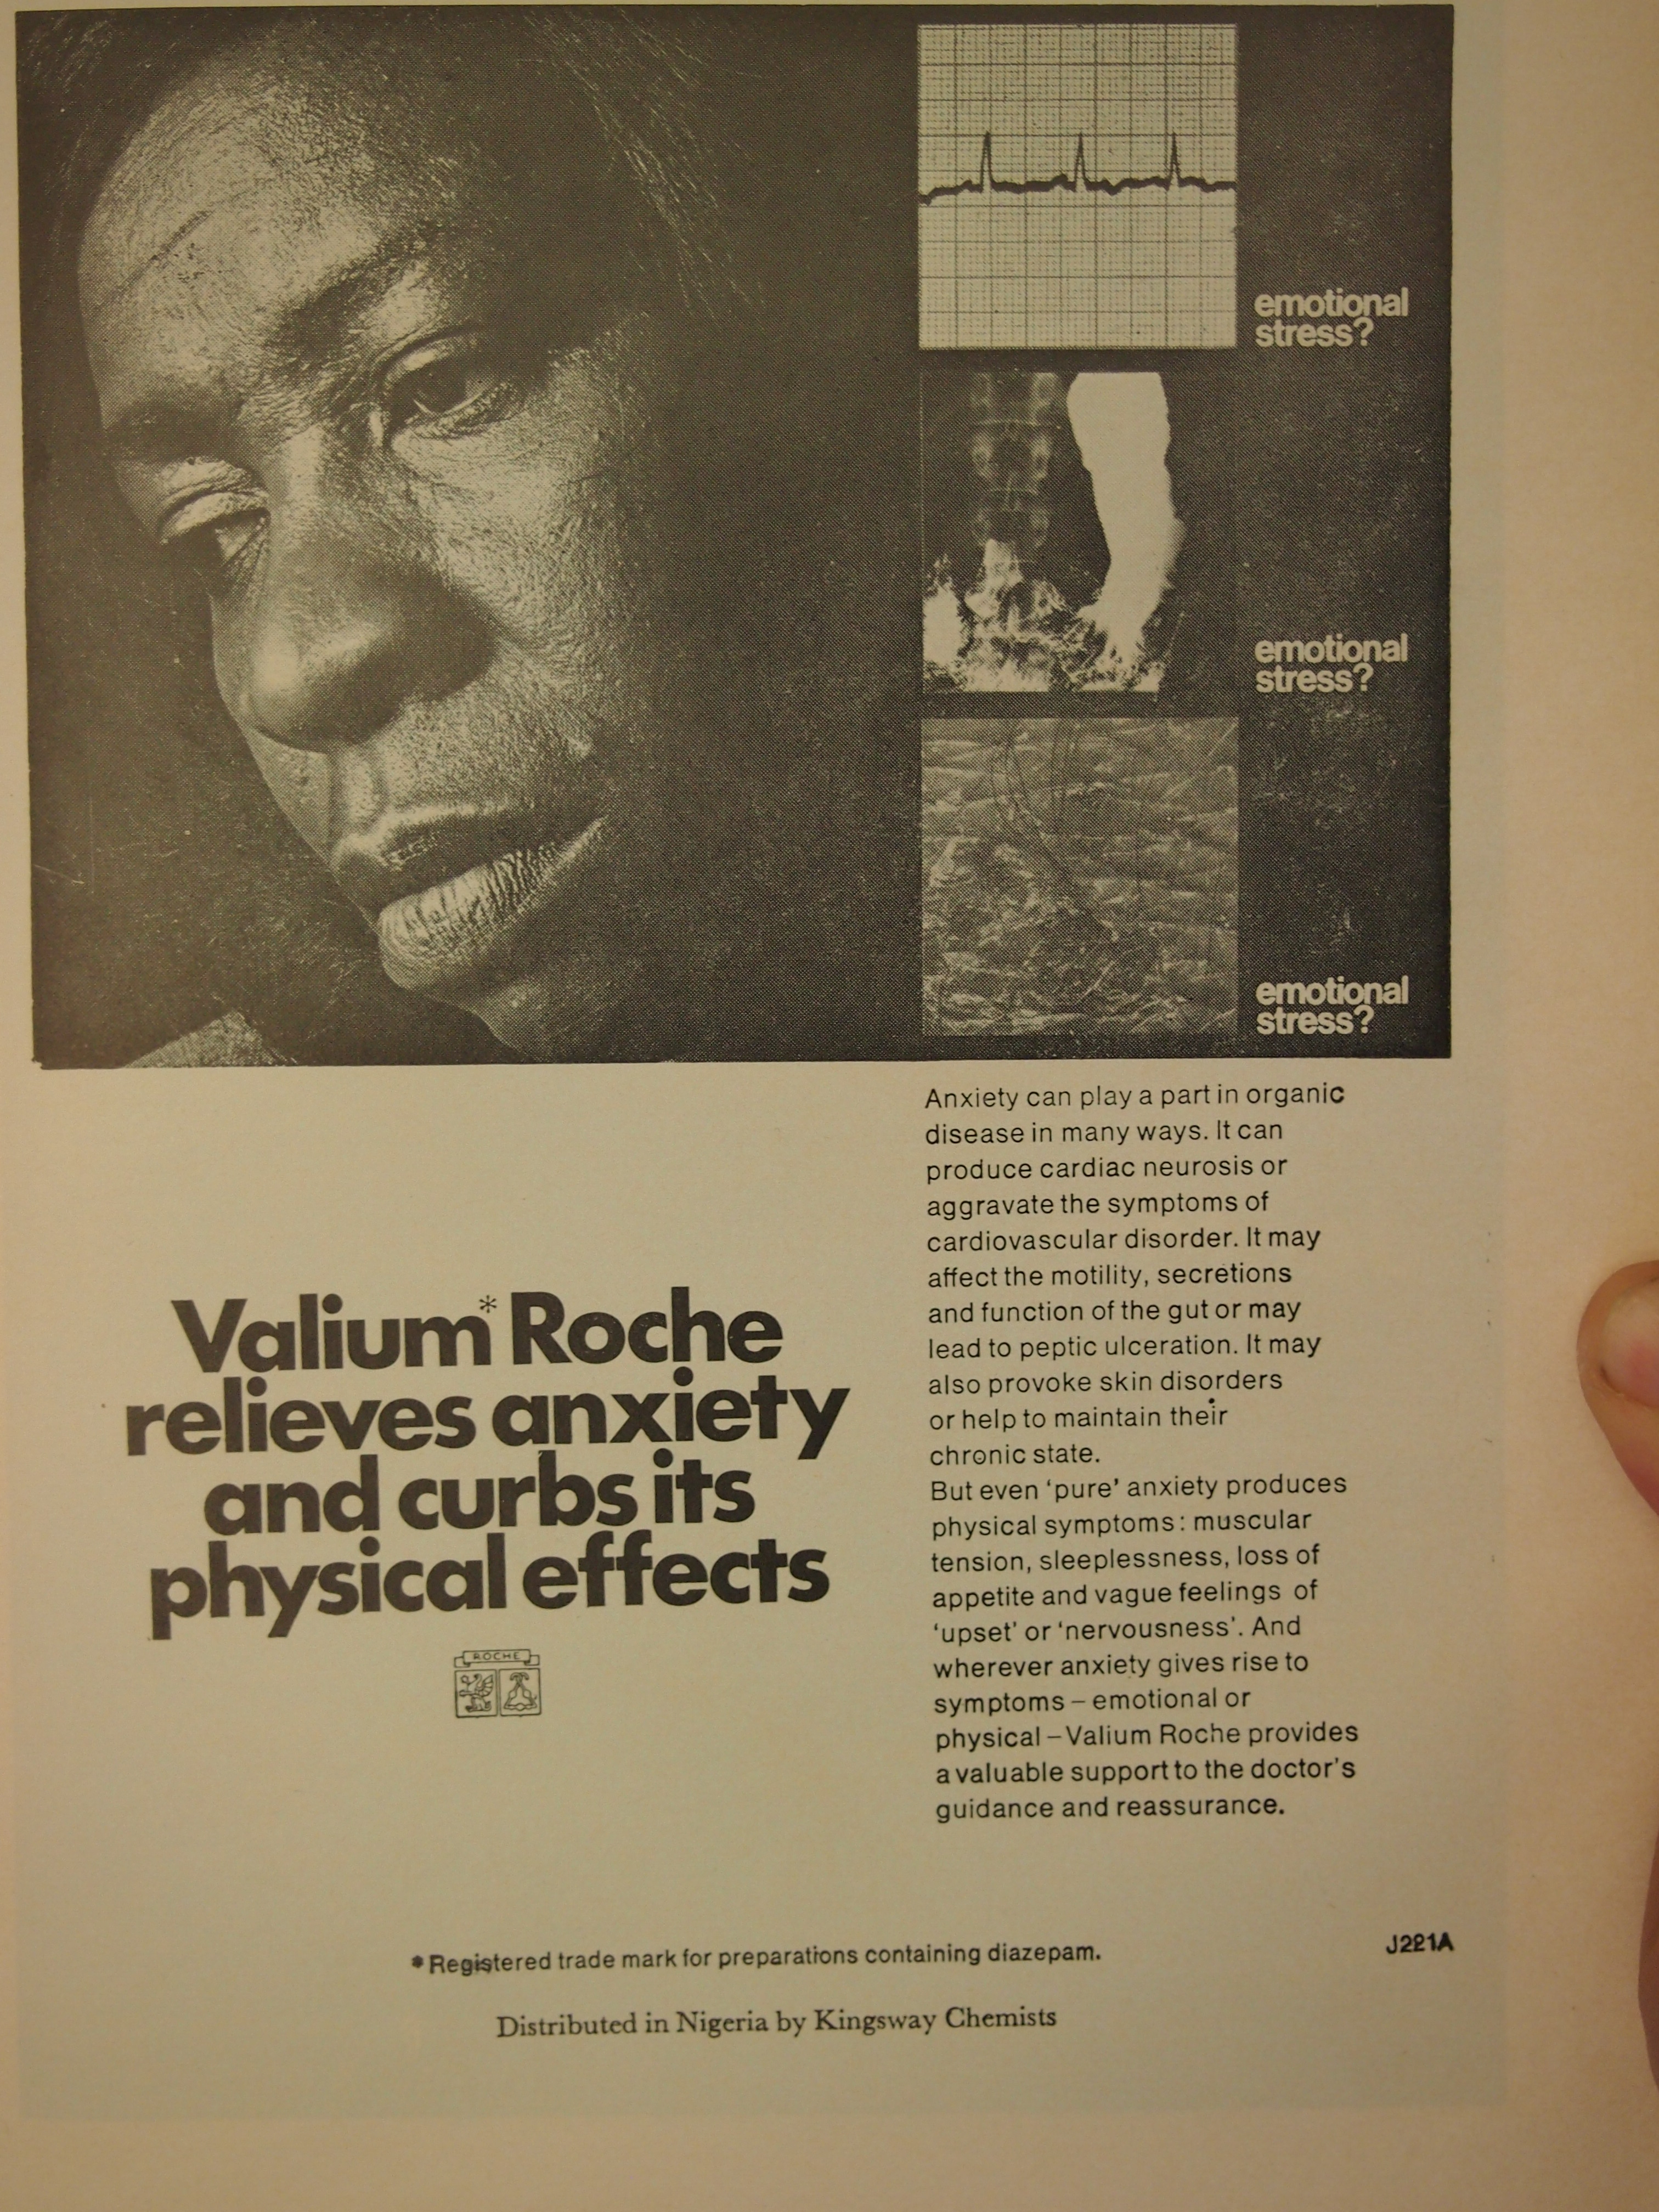 emotional
stress?
emotional
stress?
emotional
stress?
Valium* Roche
relieves anxiety
and curbs its
physical effects
ROCHE
Anxiety can play a part in organic
disease in many ways. It can
produce cardiac neurosis or
aggravate the symptoms of
cardiovascular disorder. It may
affect the motility, secretions
and function of the gut or may
lead to peptic ulceration. It may
also provoke skin disorders
or help to maintain their
chronic state.
But even ‘pure’ anxiety produces
physical symptoms: muscular
tension, sleeplessness, loss of
appetite and vague feelings of
‘upset’ or ‘nervousness’. And
wherever anxiety gives rise to
symptoms – emotional or
physical – Valium Roche provides
a valuable support to the doctor's
guidance and reassurance.
*Registered trade mark for preparations containing diazepam.
J221A
Distributed in Nigeria by Kingsway Chemists